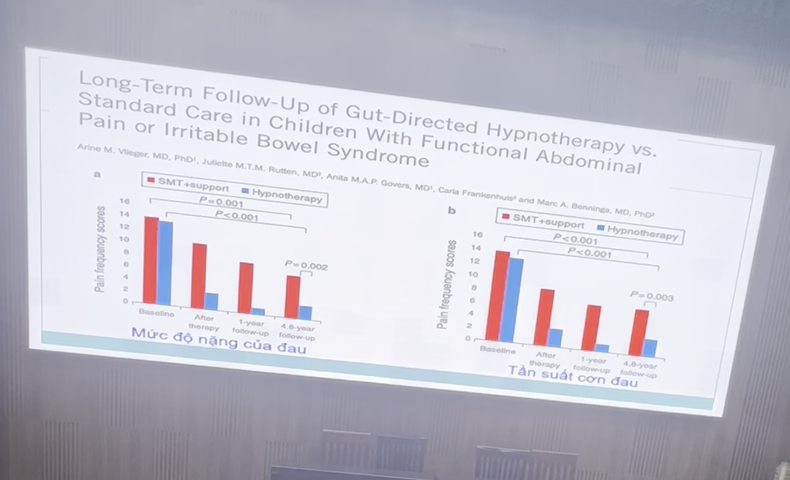 Long-Term Follow-Up of Gut-Directed Hypnotherapy vs.
Standard Care in Children With Functional Abdominal
Pain or Irritable Bowel Syndrome
Arine M. Vlieger, MD, PhD¹, Juliette M.T.M. Rutten, MD², Anita M.A.P. Govers, MD¹, Carla Frankenhuis² and Marc A. Benninga, MD, PhD²
a
SMT+support Hypnotherapy
P=0.001
P<0.001
P=0.002
Pain frequency scores
16
14
12
10
8
6
4
2
0
Baseline
After therapy
1-year follow-up
4.8-year follow-up
Mức độ nặng của đau
b
SMT+support Hypnotherapy
P<0.001
P<0.001
P=0.003
Pain frequency scores
16
14
12
10
8
6
4
2
0
Baseline
After therapy
1-year follow-up
4.8-year follow-up
Tần suất cơn đau